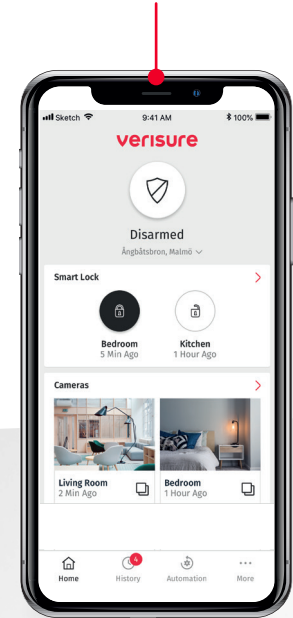 Sketch 9:41 AM 100%
verisure
Disarmed
Ångbåtsbron, Malmö
Smart Lock
Bedroom Kitchen
5 Min Ago 1 Hour Ago
Cameras
Living Room Bedroom
2 Min Ago 1 Hour Ago
4
Home History Automation More